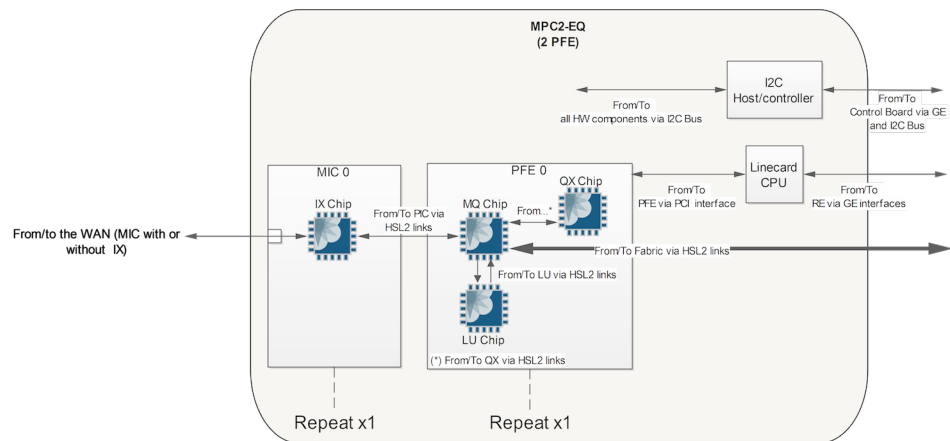 MPC2-EQ
(2 PFE)
I2C
Host/controller
From/To
all HW components via I2C Bus
From/To
Control Board via GE
and I2C Bus
MIC 0
PFE 0
QX Chip
Linecard
CPU
From/To
PFE via PCI interface
From/To
RE via GE interfaces
IX Chip
From/To PIC via
HSL2 links
MQ Chip
From...*
From/to the WAN (MIC with or
without IX)
From/To Fabric via HSL2 links
From/To LU via HSL2 links
LU Chip
(*) From/To QX via HSL2 links
Repeat x1
Repeat x1